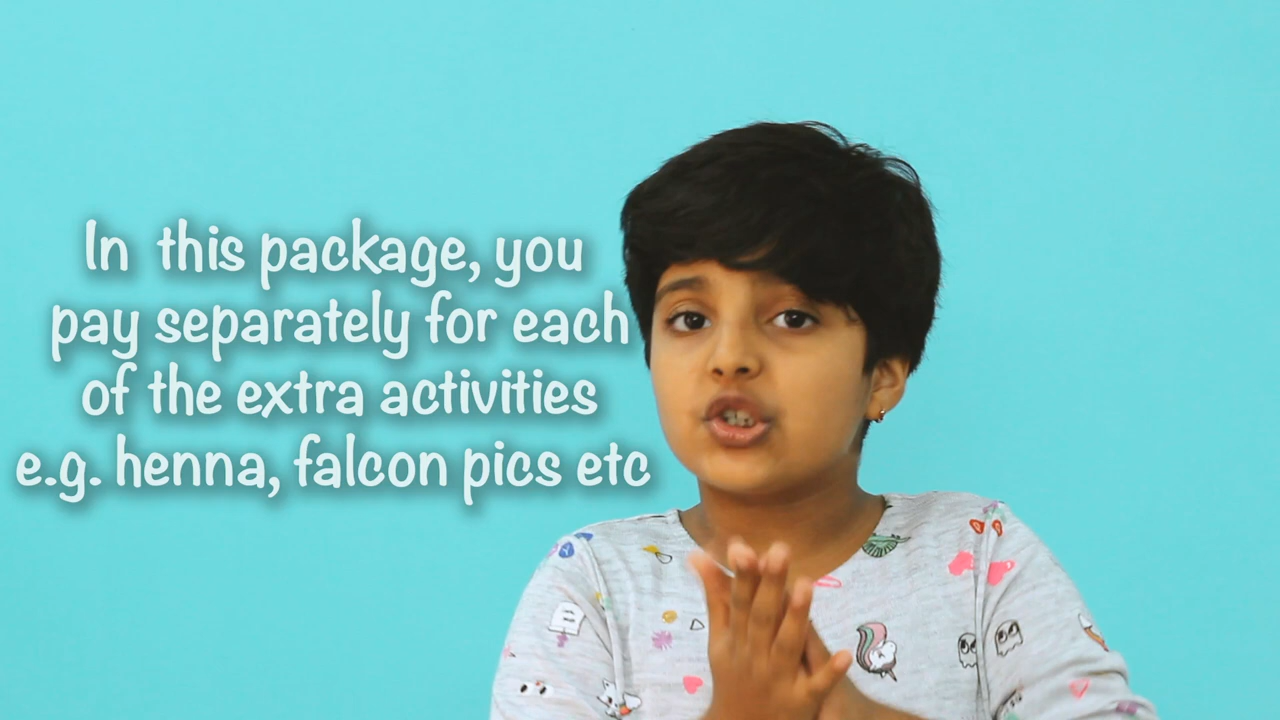 In this package, you
pay separately for each
of the extra activities
e.g. henna, falcon pics etc